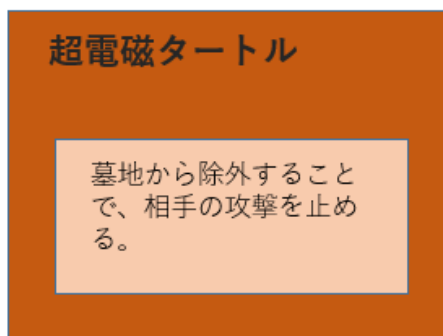 超電磁タートル
墓地から除外すること
で、相手の攻撃を止め
る。